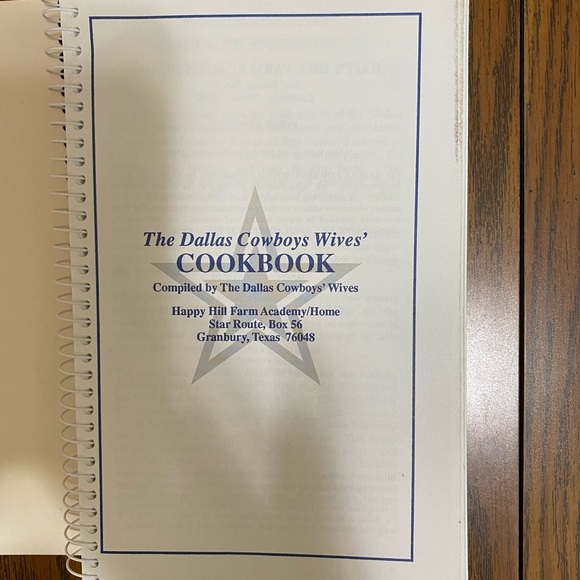 The Dallas Cowboys Wives'
COOKBOOK
Compiled by The Dallas Cowboys' Wives
Happy Hill Farm Academy/Home
Star Route, Box 56
Granbury, Texas 76048